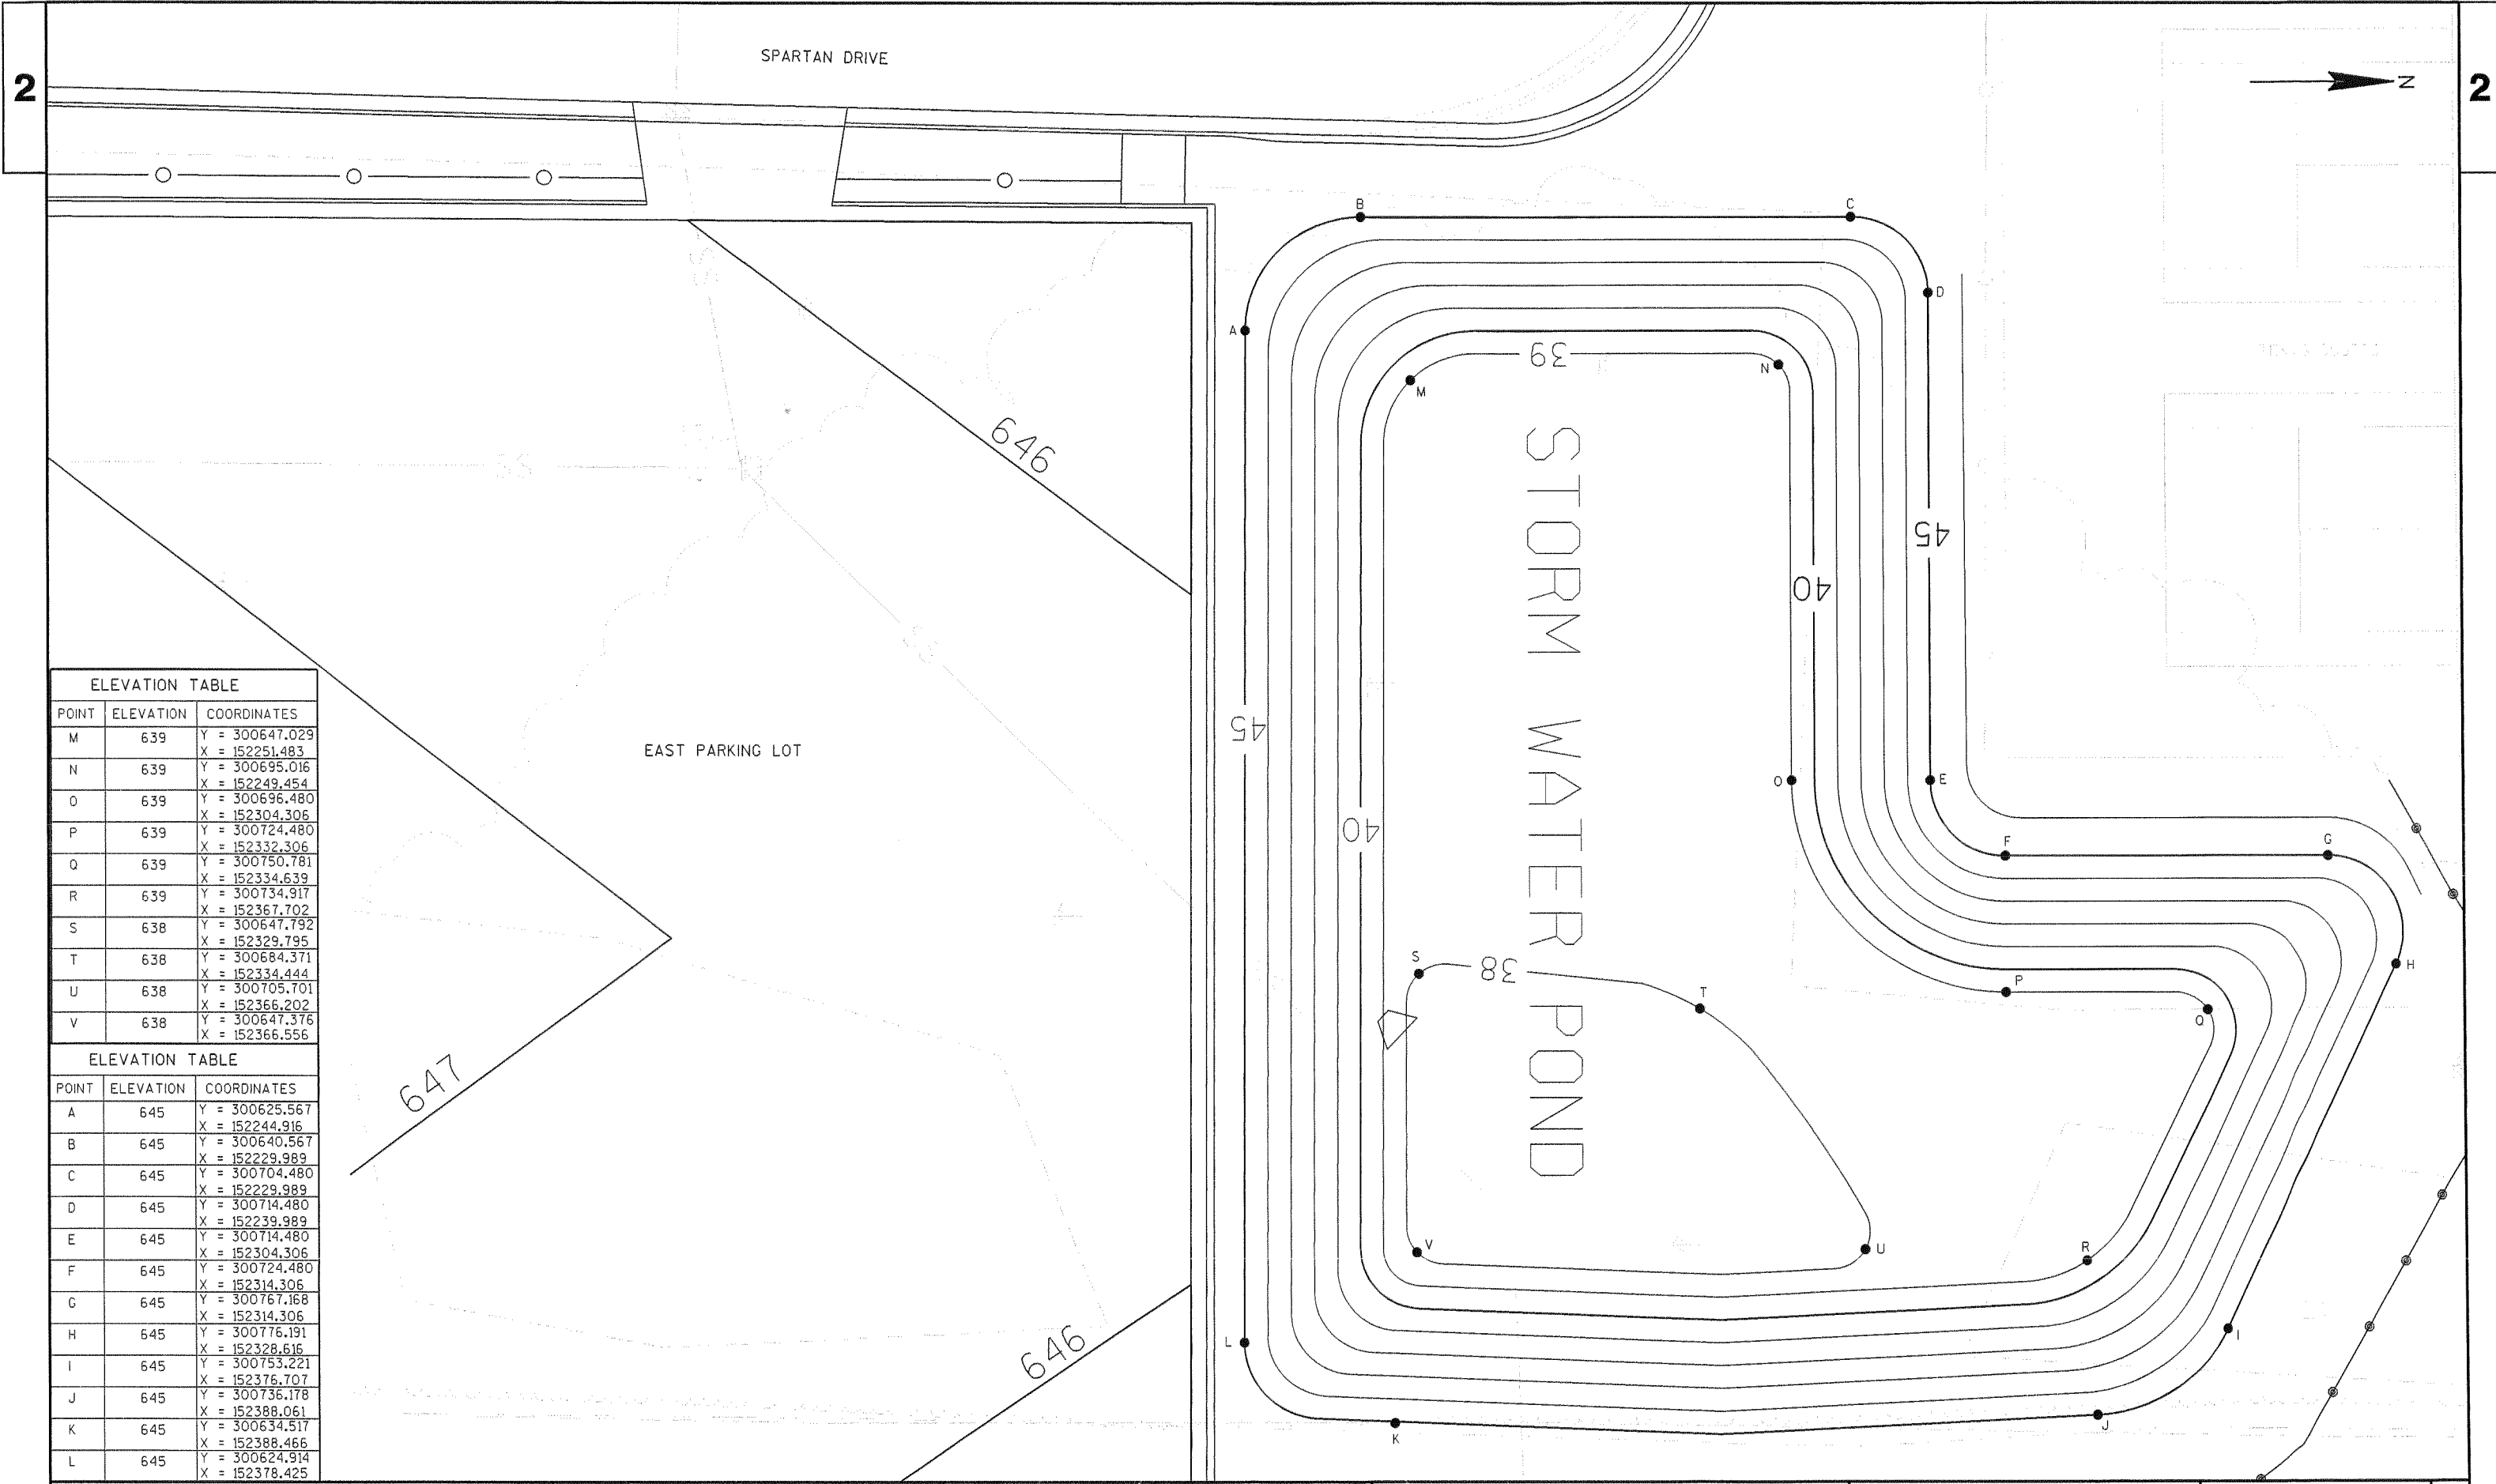 2
SPARTAN DRIVE
N
2
B
C
D
A
39
N
M
646
STORM WATER POND
45
40
45
40
EAST PARKING LOT
O
E
F
G
H
S
38
T
P
Q
647
V
U
R
L
I
646
K
J
ELEVATION TABLE
POINT ELEVATION COORDINATES
M 639 Y = 300647.029
X = 152251.483
N 639 Y = 300695.016
X = 152249.454
O 639 Y = 300696.480
X = 152304.306
P 639 Y = 300724.480
X = 152332.306
Q 639 Y = 300750.781
X = 152334.639
R 639 Y = 300734.917
X = 152367.702
S 638 Y = 300647.792
X = 152329.795
T 638 Y = 300684.371
X = 152334.444
U 638 Y = 300705.701
X = 152366.202
V 638 Y = 300647.376
X = 152366.556
ELEVATION TABLE
POINT ELEVATION COORDINATES
A 645 Y = 300625.567
X = 152244.916
B 645 Y = 300640.567
X = 152229.989
C 645 Y = 300704.480
X = 152229.989
D 645 Y = 300714.480
X = 152239.989
E 645 Y = 300714.480
X = 152304.306
F 645 Y = 300724.480
X = 152314.306
G 645 Y = 300767.168
X = 152314.306
H 645 Y = 300776.191
X = 152328.616
I 645 Y = 300753.221
X = 152376.707
J 645 Y = 300736.178
X = 152388.061
K 645 Y = 300634.517
X = 152388.466
L 645 Y = 300624.914
X = 152378.425